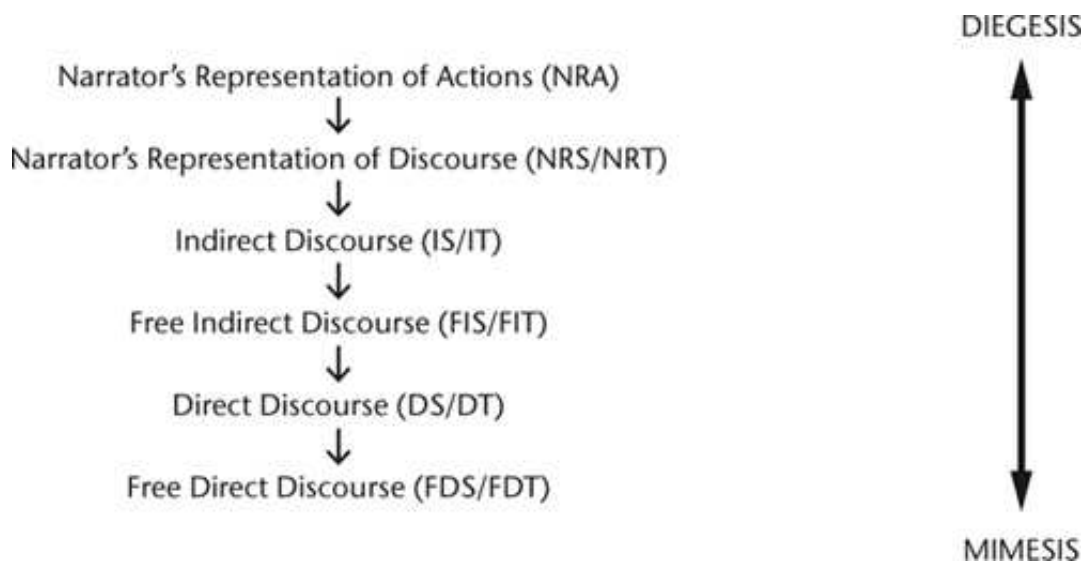 DIEGESIS
Narrator’s Representation of Actions (NRA)
Narrator’s Representation of Discourse (NRS/NRT)
Indirect Discourse (IS/IT)
Free Indirect Discourse (FIS/FIT)
Direct Discourse (DS/DT)
Free Direct Discourse (FDS/FDT)
MIMESIS